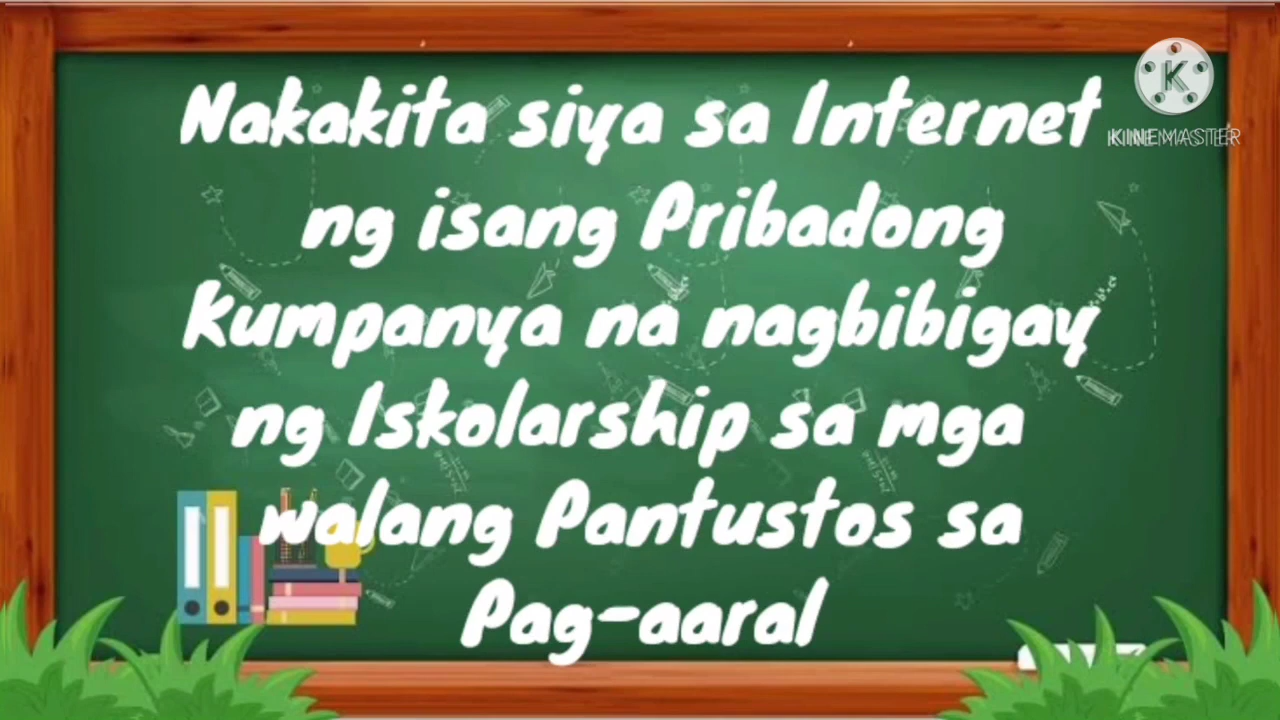 Nakakita siya sa Internet
ng isang Pribadong
Kumpanya na nagbibigay
ng Iskolarship sa mga
walang Pantustos sa
Pag-aaral
K
KINEMASTER